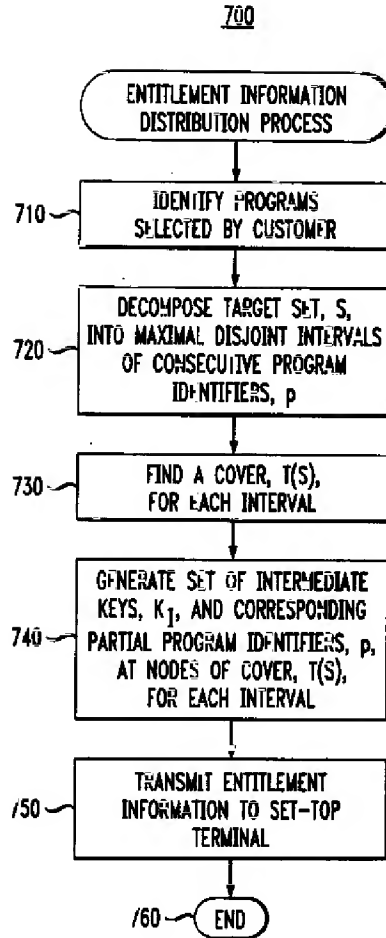 700
ENTITLEMENT INFORMATION
DISTRIBUTION PROCESS
710
IDENTIFY PROGRAMS
SELECTED BY CUSTOMER
720
DECOMPOSE TARGET SET, S,
INTO MAXIMAL DISJOINT INTERVALS
OF CONSECUTIVE PROGRAM
IDENTIFIERS, p
730
FIND A COVER, T(S),
FOR EACH INTERVAL
740
GENERATE SET OF INTERMEDIATE
KEYS, KI, AND CORRESPONDING
PARTIAL PROGRAM IDENTIFIERS, p,
AT NODES OF COVER, T(S),
FOR EACH INTERVAL
750
TRANSMIT ENTITLEMENT
INFORMATION TO SET-TOP
TERMINAL
760
END